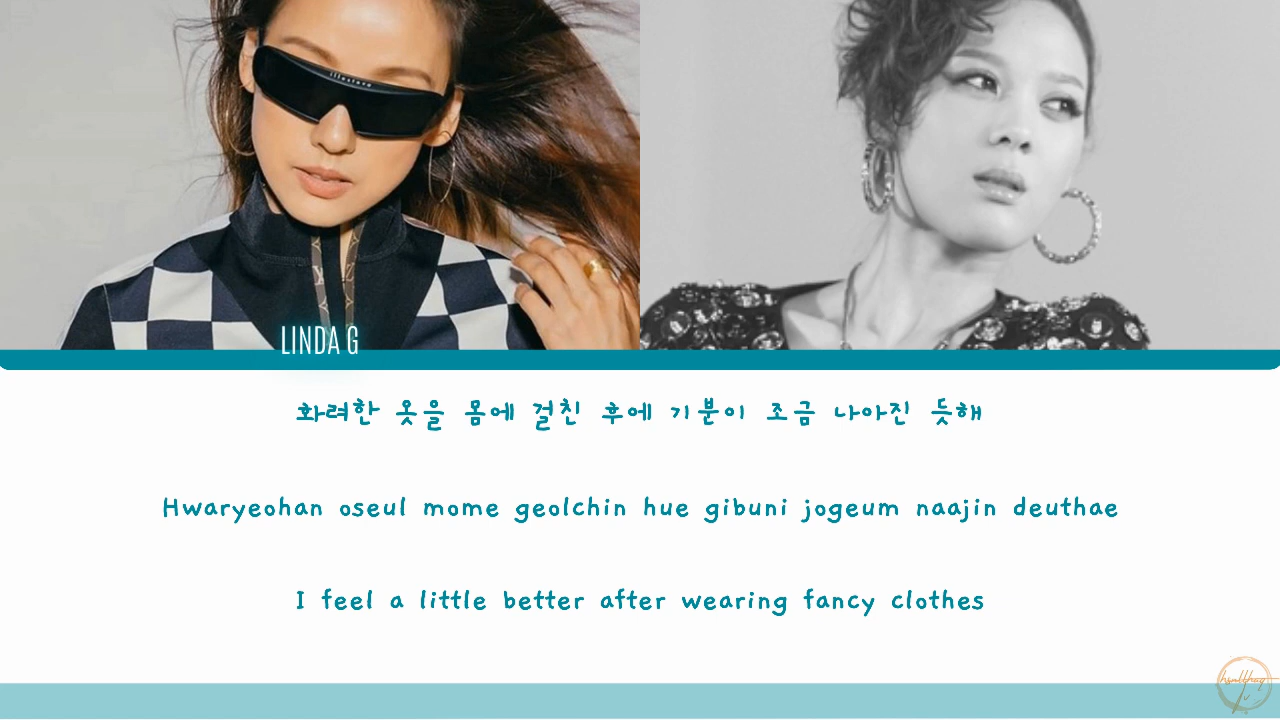 LINDA G
화려한 옷을 몸에 걸친 후에 기분이 조금 나아진 듯해
Hwaryeohan oseul mome geolchin hue gibuni jogeum naajin deuthae
I feel a little better after wearing fancy clothes